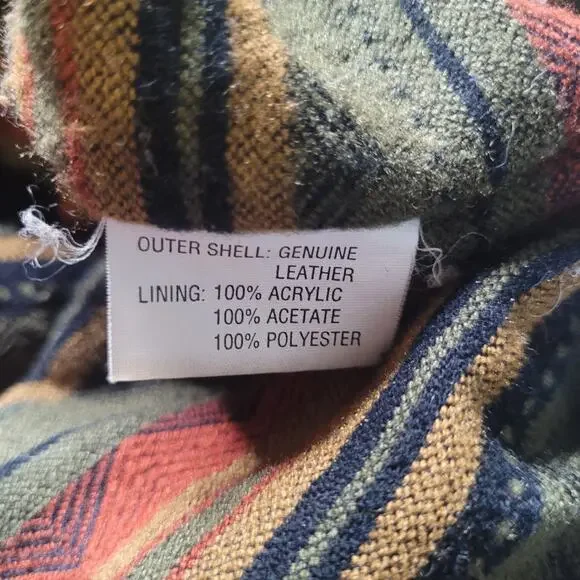 OUTER SHELL: GENUINE
LEATHER
LINING: 100% ACRYLIC
100% ACETATE
100% POLYESTER